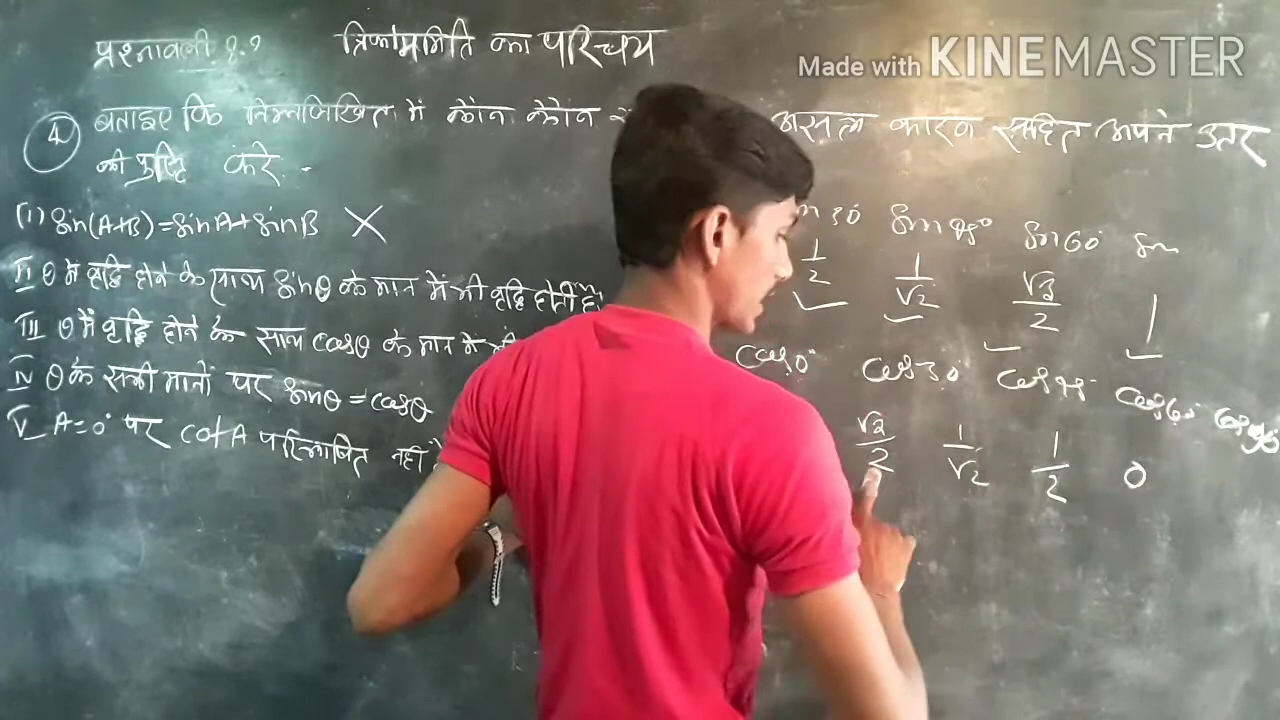 प्रश्नावली 8.9 त्रिकोणमिति का परिचय
Made with KINEMASTER
4 बताइए कि निम्नलिखित में कौन कौन असत्य कारण सहित अपने उत्तर
की पुष्टि करे.
(i) sin(A+B)=sinA+sinB X
II θ में वृद्धि होने के साथ sinθ के मान में भी वृद्धि होती है
III θ में वृद्धि होने के साथ cosθ के मान में
IV θ के सभी मानों पर sinθ = cosθ
V A=0° पर cotA परिभाषित नहीं
30° sin45° sin60° sin
1/2 1/√2 √3/2 1
cos0° cos30° cos45° cos60° cos90°
√3/2 1/√2 1/2 0